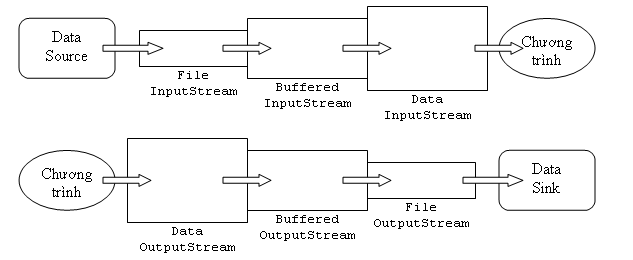 Data
Source
File
InputStream
Buffered
InputStream
Data
InputStream
Chương
trình
Chương
trình
Data
OutputStream
Buffered
OutputStream
File
OutputStream
Data
Sink